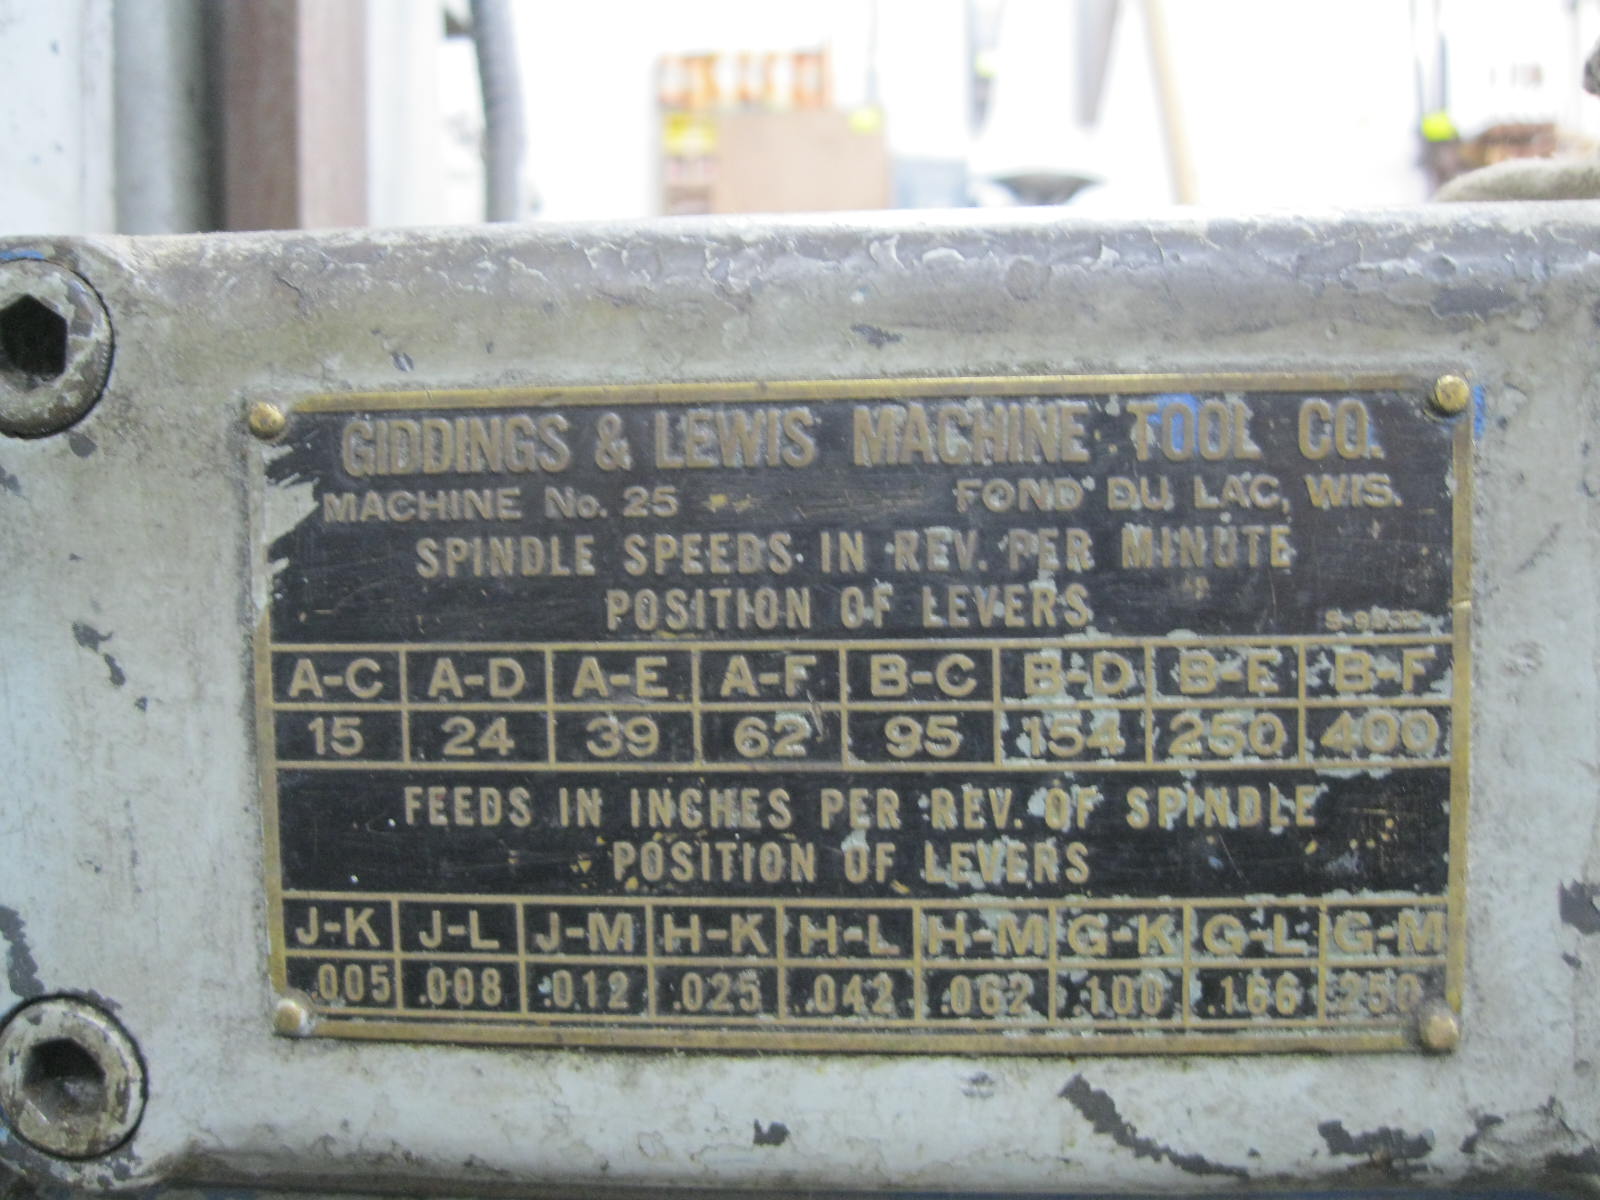 GIDDINGS & LEWIS MACHINE TOOL CO.
MACHINE No. 25 FOND DU LAC, WIS.
SPINDLE SPEEDS IN REV. PER MINUTE
POSITION OF LEVERS
A-C A-D A-E A-F B-C B-D B-E B-F
15 24 39 62 95 154 250 400
FEEDS IN INCHES PER REV. OF SPINDLE
POSITION OF LEVERS
J-K J-L J-M H-K H-L H-M G-K G-L G-M
.005 .008 .012 .025 .042 .062 .100 .166 .250